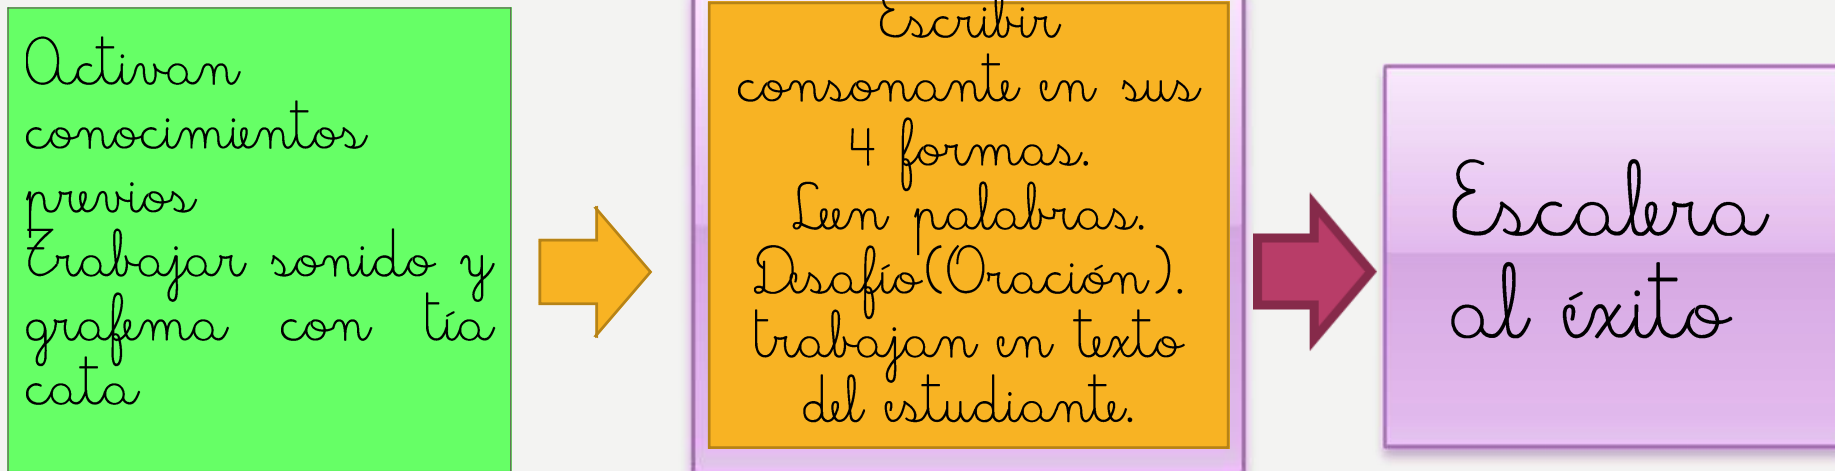 Activan
conocimientos
previos
Trabajar sonido y
grafema con tía
cata
Escribir
consonante en sus
4 formas.
Leen palabras.
Desafío(Oración).
trabajan en texto
del estudiante.
Escalera
al éxito